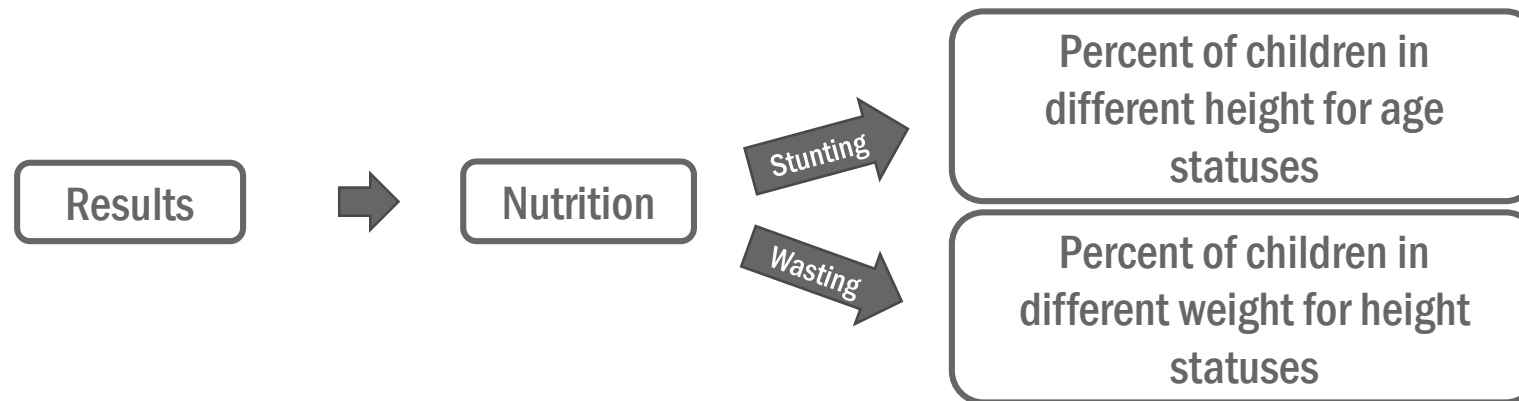 Results
Nutrition
Stunting
Percent of children in
different height for age
statuses
Wasting
Percent of children in
different weight for height
statuses